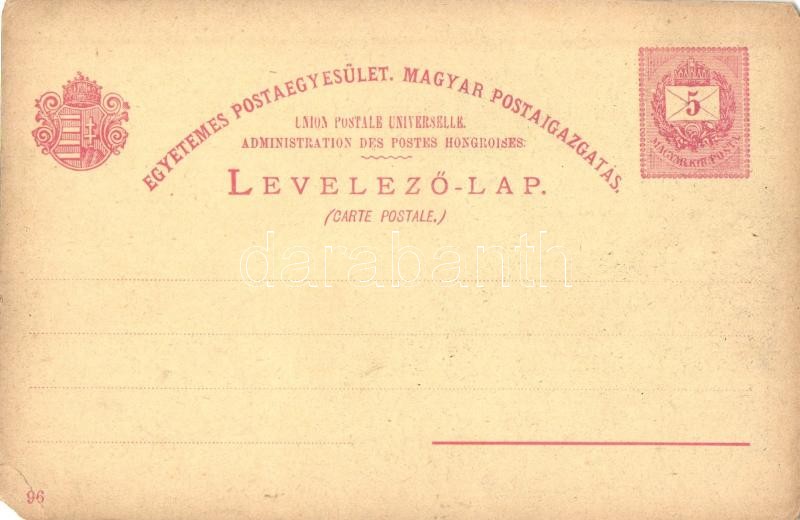 EGYETEMES POSTAEGYESÜLET. MAGYAR POSTAIGAZGATÁS.
UNION POSTALE UNIVERSELLE.
ADMINISTRATION DES POSTES HONGROISES:
LEVELEZŐ-LAP.
(CARTE POSTALE.)
5
MAGYAR KIR. POSTA
darabanth
96